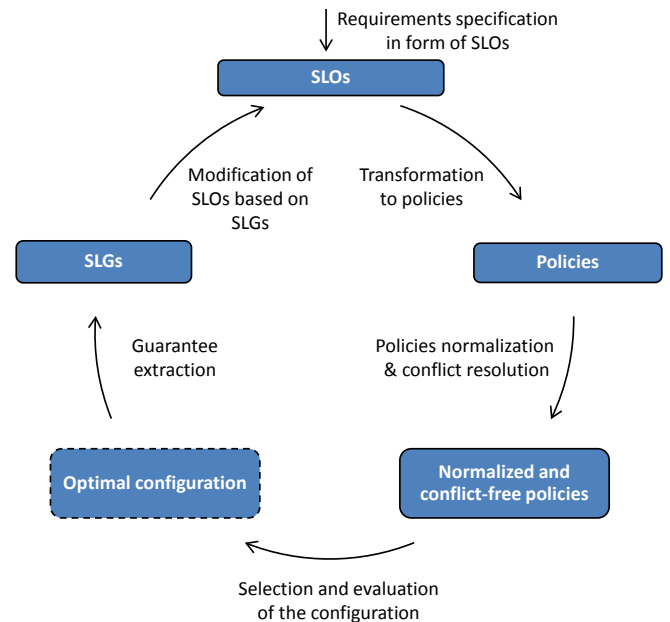 Requirements specification
in form of SLOs
SLOs
Modification of
SLOs based on
SLGs
Transformation
to policies
SLGs
Policies
Guarantee
extraction
Policies normalization
& conflict resolution
Optimal configuration
Normalized and
conflict-free policies
Selection and evaluation
of the configuration